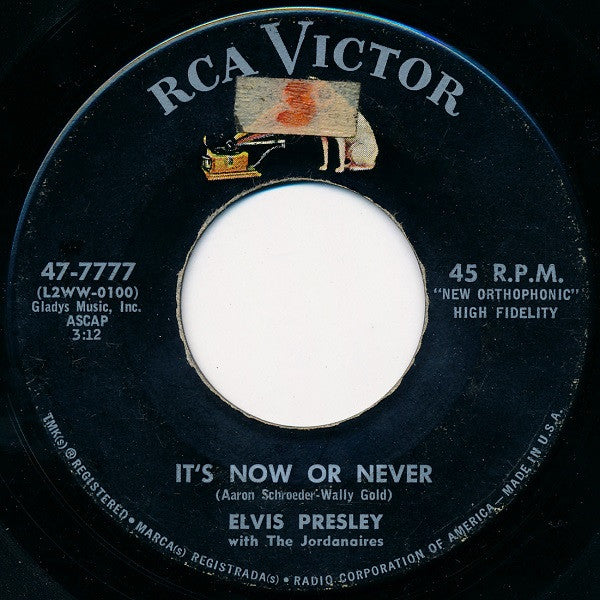 RCA VICTOR
47-7777
(L2WW-0100)
Gladys Music, Inc.
ASCAP
3:12
45 R.P.M.
"NEW ORTHOPHONIC"
HIGH FIDELITY
IT'S NOW OR NEVER
(Aaron Schroeder-Wally Gold)
ELVIS PRESLEY
with The Jordanaires
TMK(s) ® REGISTERED • MARCA(s) REGISTRADA(s) • RADIO CORPORATION OF AMERICA — MADE IN U.S.A.